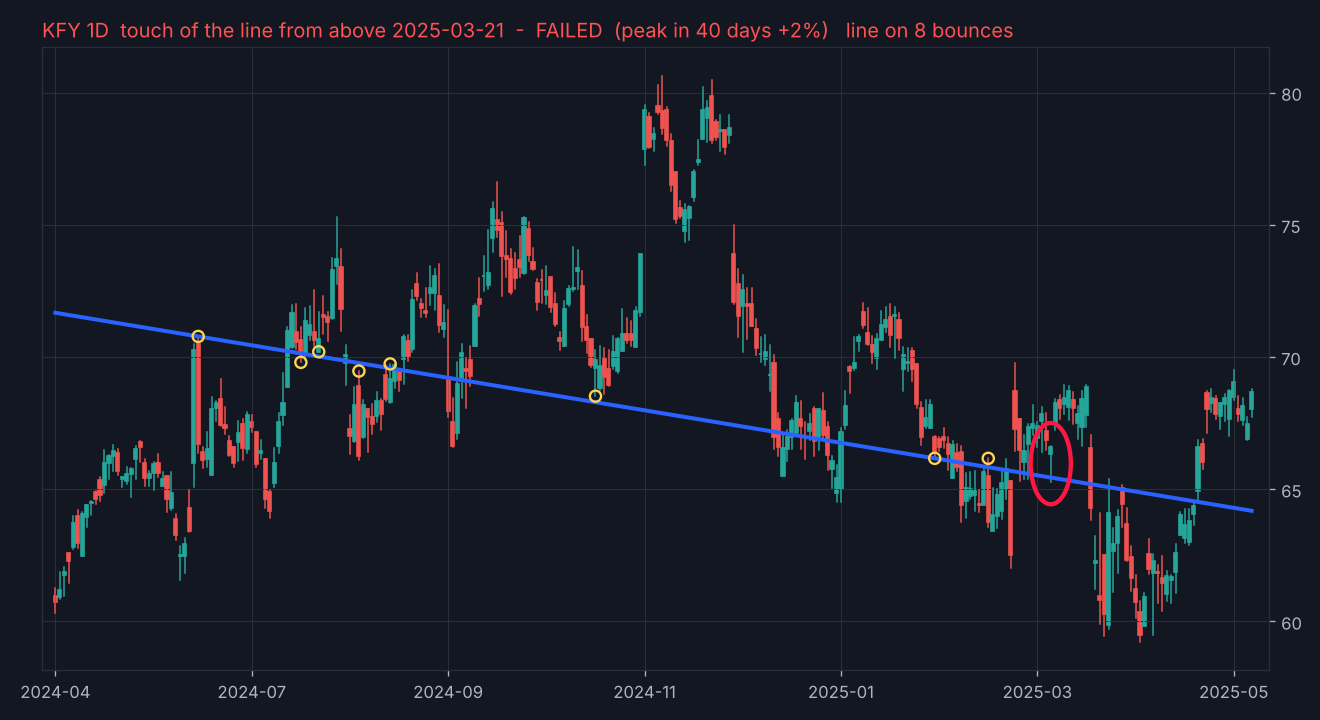 KFY 1D  touch of the line from above 2025-03-21  -  FAILED  (peak in 40 days +2%)   line on 8 bounces
80
75
70
65
60
2024-04 2024-07 2024-09 2024-11 2025-01 2025-03 2025-05